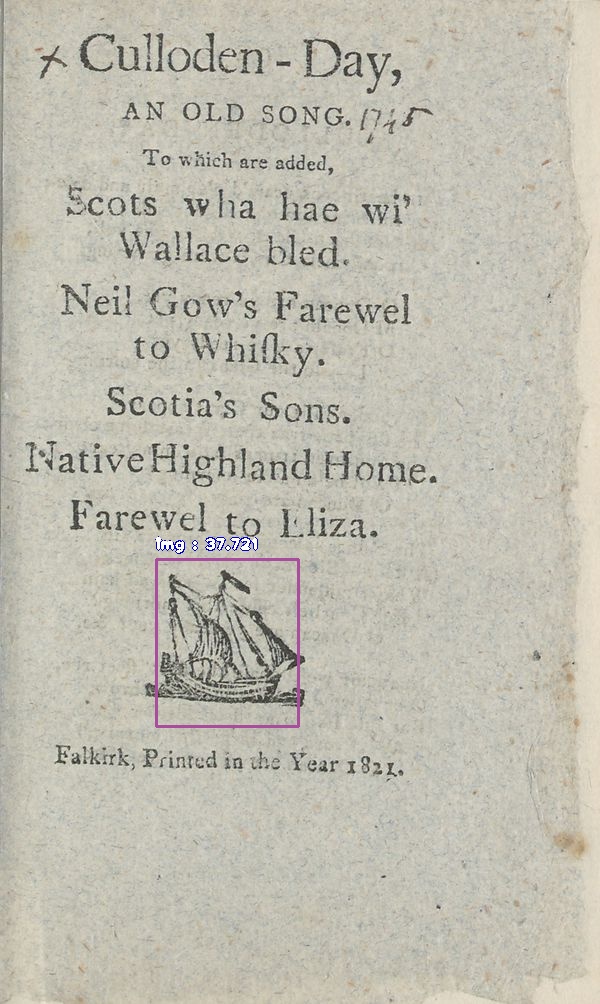 Culloden - Day,
AN OLD SONG. 1745
To which are added,
Scots wha hae wi'
Wallace bled.
Neil Gow's Farewel
to Whiſky.
Scotia's Sons.
Native Highland Home.
Farewel to Eliza.
img : 37.721
Falkirk, Printed in the Year 1821.